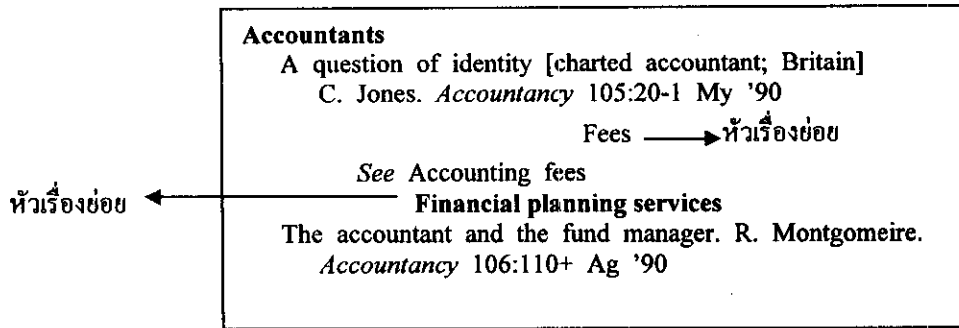 Accountants
A question of identity [charted accountant; Britain]
C. Jones. Accountancy 105:20-1 My '90
Fees หัวเรื่องย่อย
See Accounting fees
หัวเรื่องย่อย
Financial planning services
The accountant and the fund manager. R. Montgomeire.
Accountancy 106:110+ Ag '90